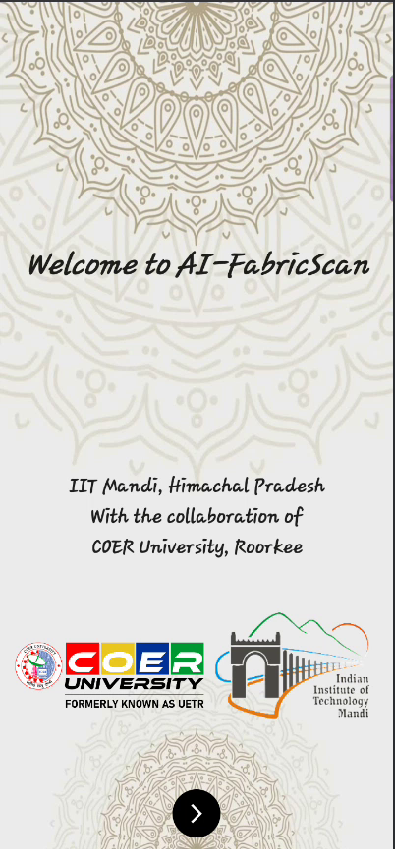 Welcome to AI-FabricScan
IIT Mandi, Himachal Pradesh
With the collaboration of
COER University, Roorkee
COER
UNIVERSITY
FORMERLY KNOWN AS UETR
Indian
Institute of
Technology
Mandi